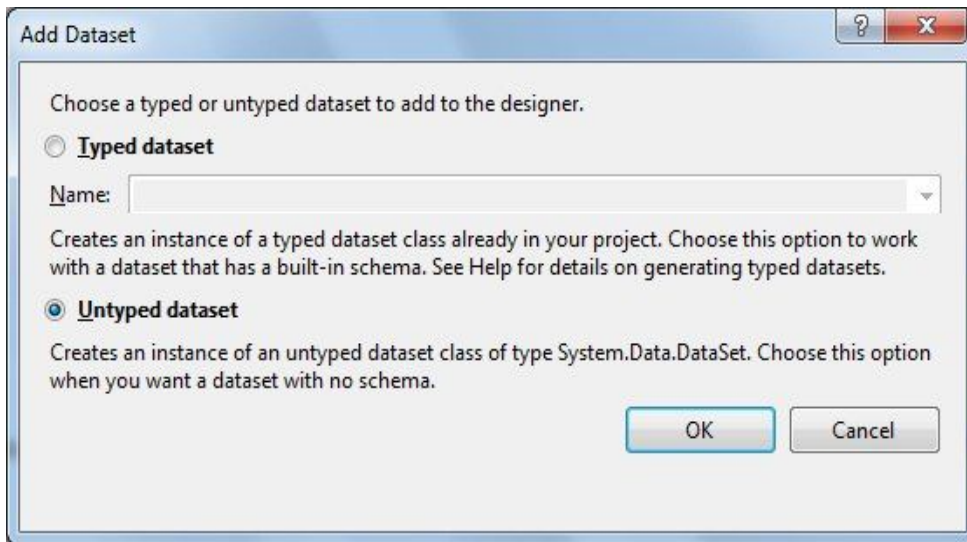 Add Dataset
?
Choose a typed or untyped dataset to add to the designer.
Typed dataset
Name:
Creates an instance of a typed dataset class already in your project. Choose this option to work
with a dataset that has a built-in schema. See Help for details on generating typed datasets.
Untyped dataset
Creates an instance of an untyped dataset class of type System.Data.DataSet. Choose this option
when you want a dataset with no schema.
OK Cancel